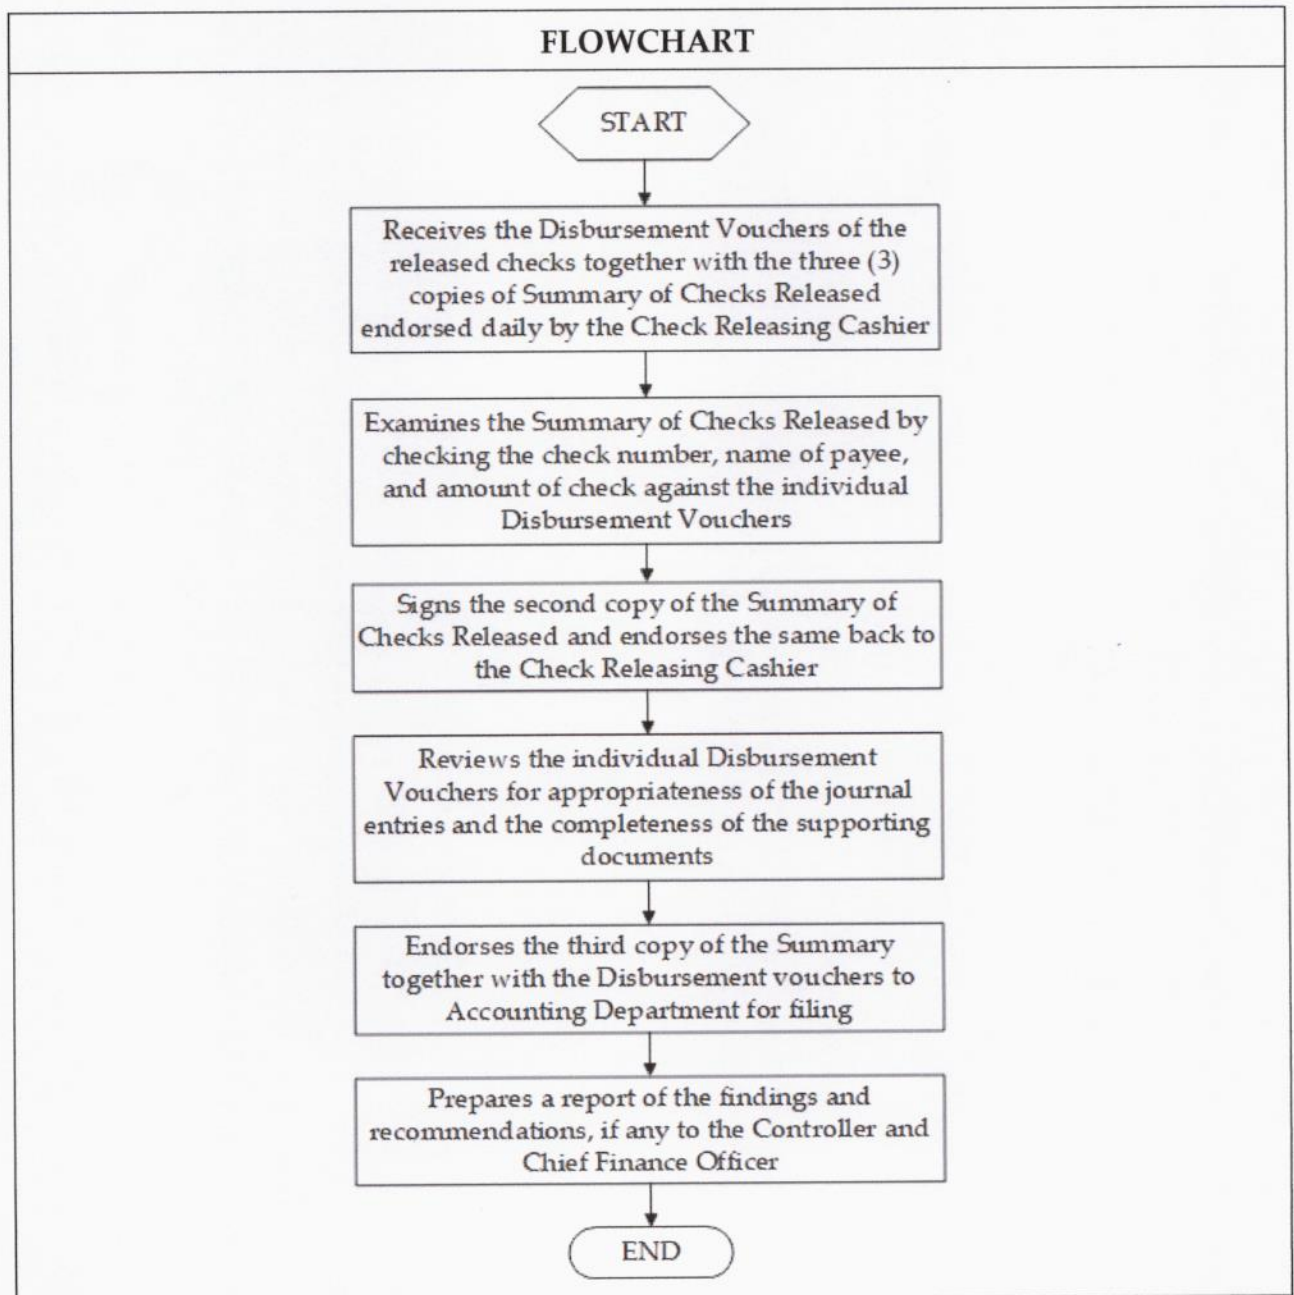 FLOWCHART
START
Receives the Disbursement Vouchers of the
released checks together with the three (3)
copies of Summary of Checks Released
endorsed daily by the Check Releasing Cashier
Examines the Summary of Checks Released by
checking the check number, name of payee,
and amount of check against the individual
Disbursement Vouchers
Signs the second copy of the Summary of
Checks Released and endorses the same back to
the Check Releasing Cashier
Reviews the individual Disbursement
Vouchers for appropriateness of the journal
entries and the completeness of the supporting
documents
Endorses the third copy of the Summary
together with the Disbursement vouchers to
Accounting Department for filing
Prepares a report of the findings and
recommendations, if any to the Controller and
Chief Finance Officer
END